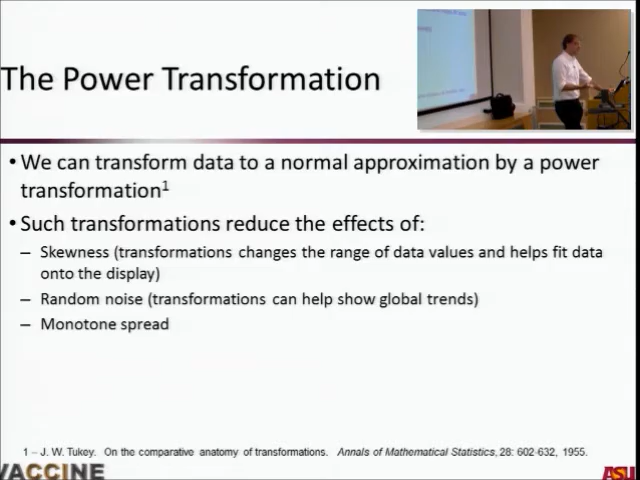 The Power Transformation
• We can transform data to a normal approximation by a power
transformation1
• Such transformations reduce the effects of:
– Skewness (transformations changes the range of data values and helps fit data
onto the display)
– Random noise (transformations can help show global trends)
– Monotone spread
1 – J. W. Tukey. On the comparative anatomy of transformations. Annals of Mathematical Statistics, 28: 602-632, 1955.
VACCINE
ASU